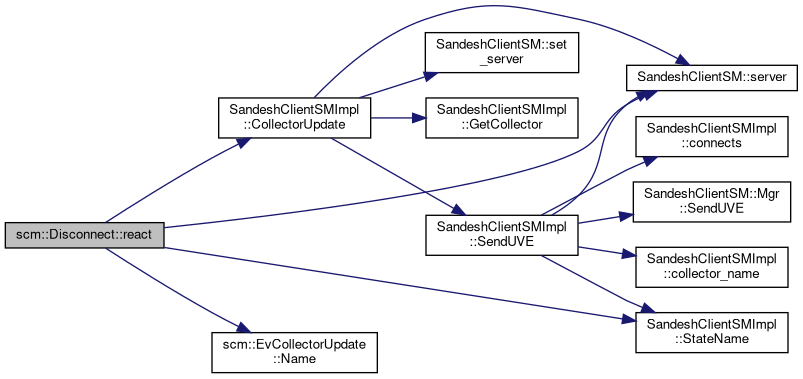 scm::Disconnect::react
SandeshClientSMImpl
::CollectorUpdate
scm::EvCollectorUpdate
::Name
SandeshClientSM::set
_server
SandeshClientSMImpl
::GetCollector
SandeshClientSMImpl
::SendUVE
SandeshClientSM::server
SandeshClientSMImpl
::connects
SandeshClientSM::Mgr
::SendUVE
SandeshClientSMImpl
::collector_name
SandeshClientSMImpl
::StateName